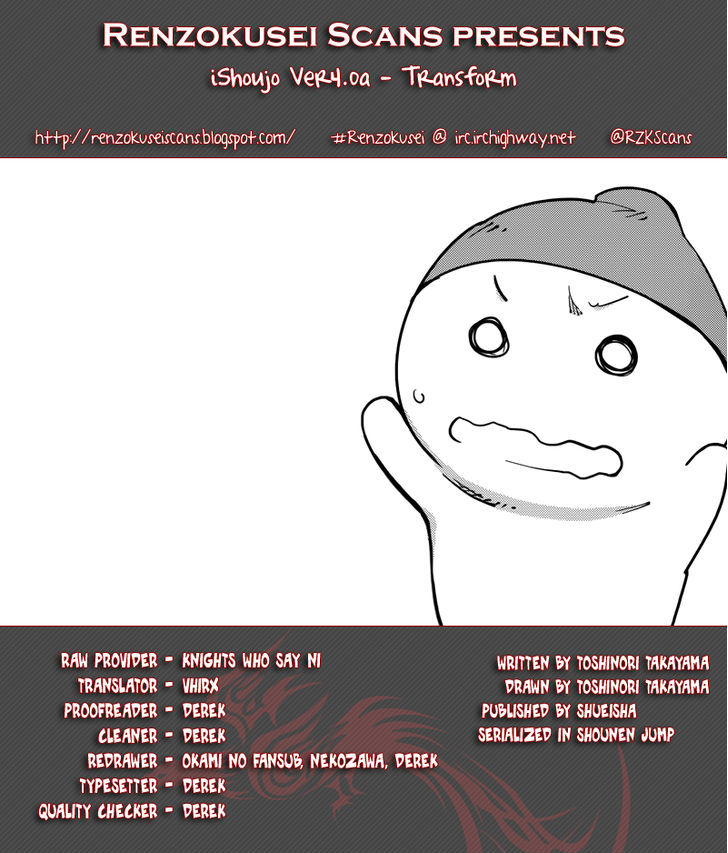 Renzokusei Scans presents
iShoujo Ver4.0a - Transform
http://renzokuseiscans.blogspot.com/ #Renzokusei @ irc.irchighway.net @RZKScans
RAW PROVIDER - KNIGHTS WHO SAY NI
TRANSLATOR - VHIRX
PROOFREADER - DEREK
CLEANER - DEREK
REDRAWER - OKAMI NO FANSUB, NEKOZAWA, DEREK
TYPESETTER - DEREK
QUALITY CHECKER - DEREK
WRITTEN BY TOSHINORI TAKAYAMA
DRAWN BY TOSHINORI TAKAYAMA
PUBLISHED BY SHUEISHA
SERIALIZED IN SHOUNEN JUMP